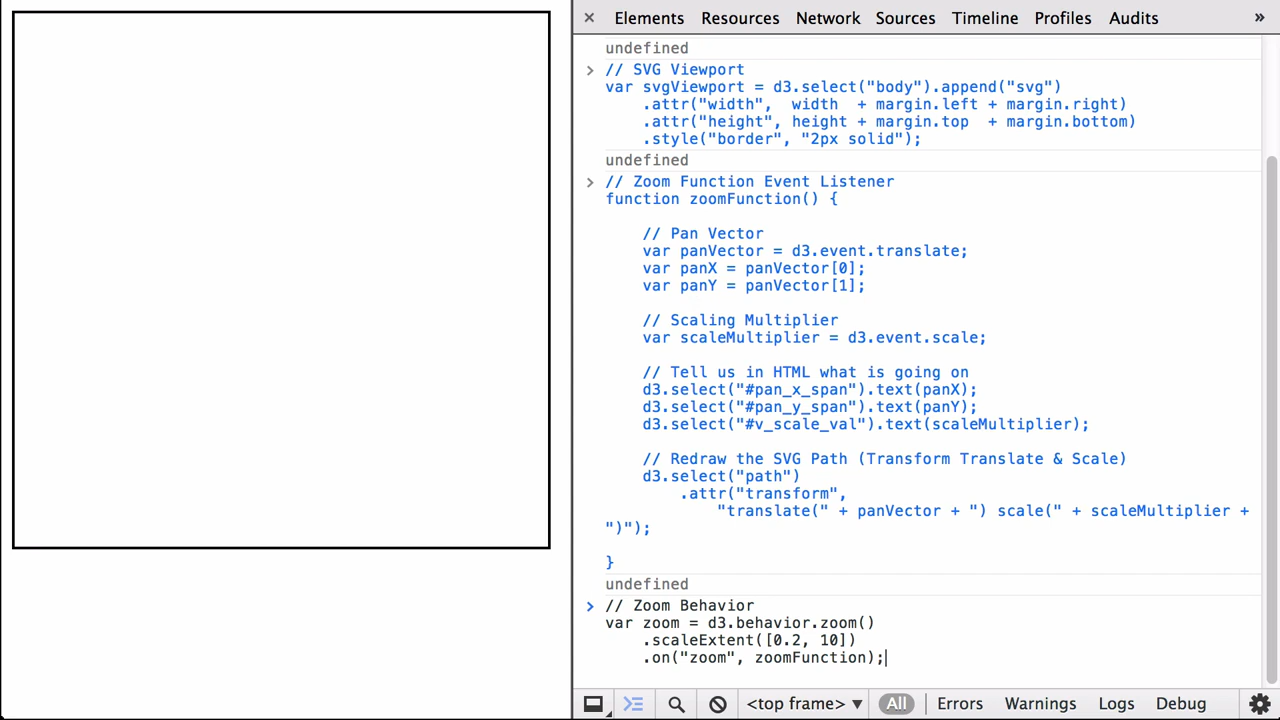 × Elements Resources Network Sources Timeline Profiles Audits »
undefined
> // SVG Viewport
var svgViewport = d3.select("body").append("svg")
    .attr("width",  width  + margin.left + margin.right)
    .attr("height", height + margin.top  + margin.bottom)
    .style("border", "2px solid");
undefined
> // Zoom Function Event Listener
function zoomFunction() {
    // Pan Vector
    var panVector = d3.event.translate;
    var panX = panVector[0];
    var panY = panVector[1];
    // Scaling Multiplier
    var scaleMultiplier = d3.event.scale;
    // Tell us in HTML what is going on
    d3.select("#pan_x_span").text(panX);
    d3.select("#pan_y_span").text(panY);
    d3.select("#v_scale_val").text(scaleMultiplier);
    // Redraw the SVG Path (Transform Translate & Scale)
    d3.select("path")
        .attr("transform",
            "translate(" + panVector + ") scale(" + scaleMultiplier +
")");
}
undefined
> // Zoom Behavior
var zoom = d3.behavior.zoom()
    .scaleExtent([0.2, 10])
    .on("zoom", zoomFunction);
<top frame> ▼ All Errors Warnings Logs Debug